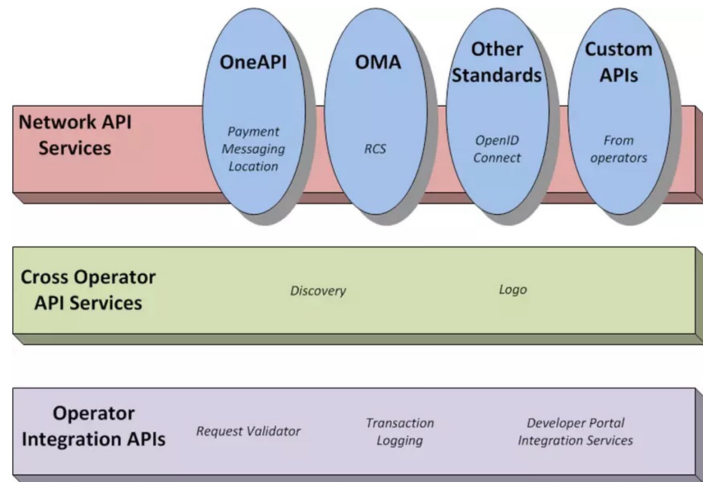 OneAPI
OMA
Other
Standards
Custom
APIs
Network API
Services
Payment
Messaging
Location
RCS
OpenID
Connect
From
operators
Cross Operator
API Services
Discovery
Logo
Operator
Integration APIs
Request Validator
Transaction
Logging
Developer Portal
Integration Services